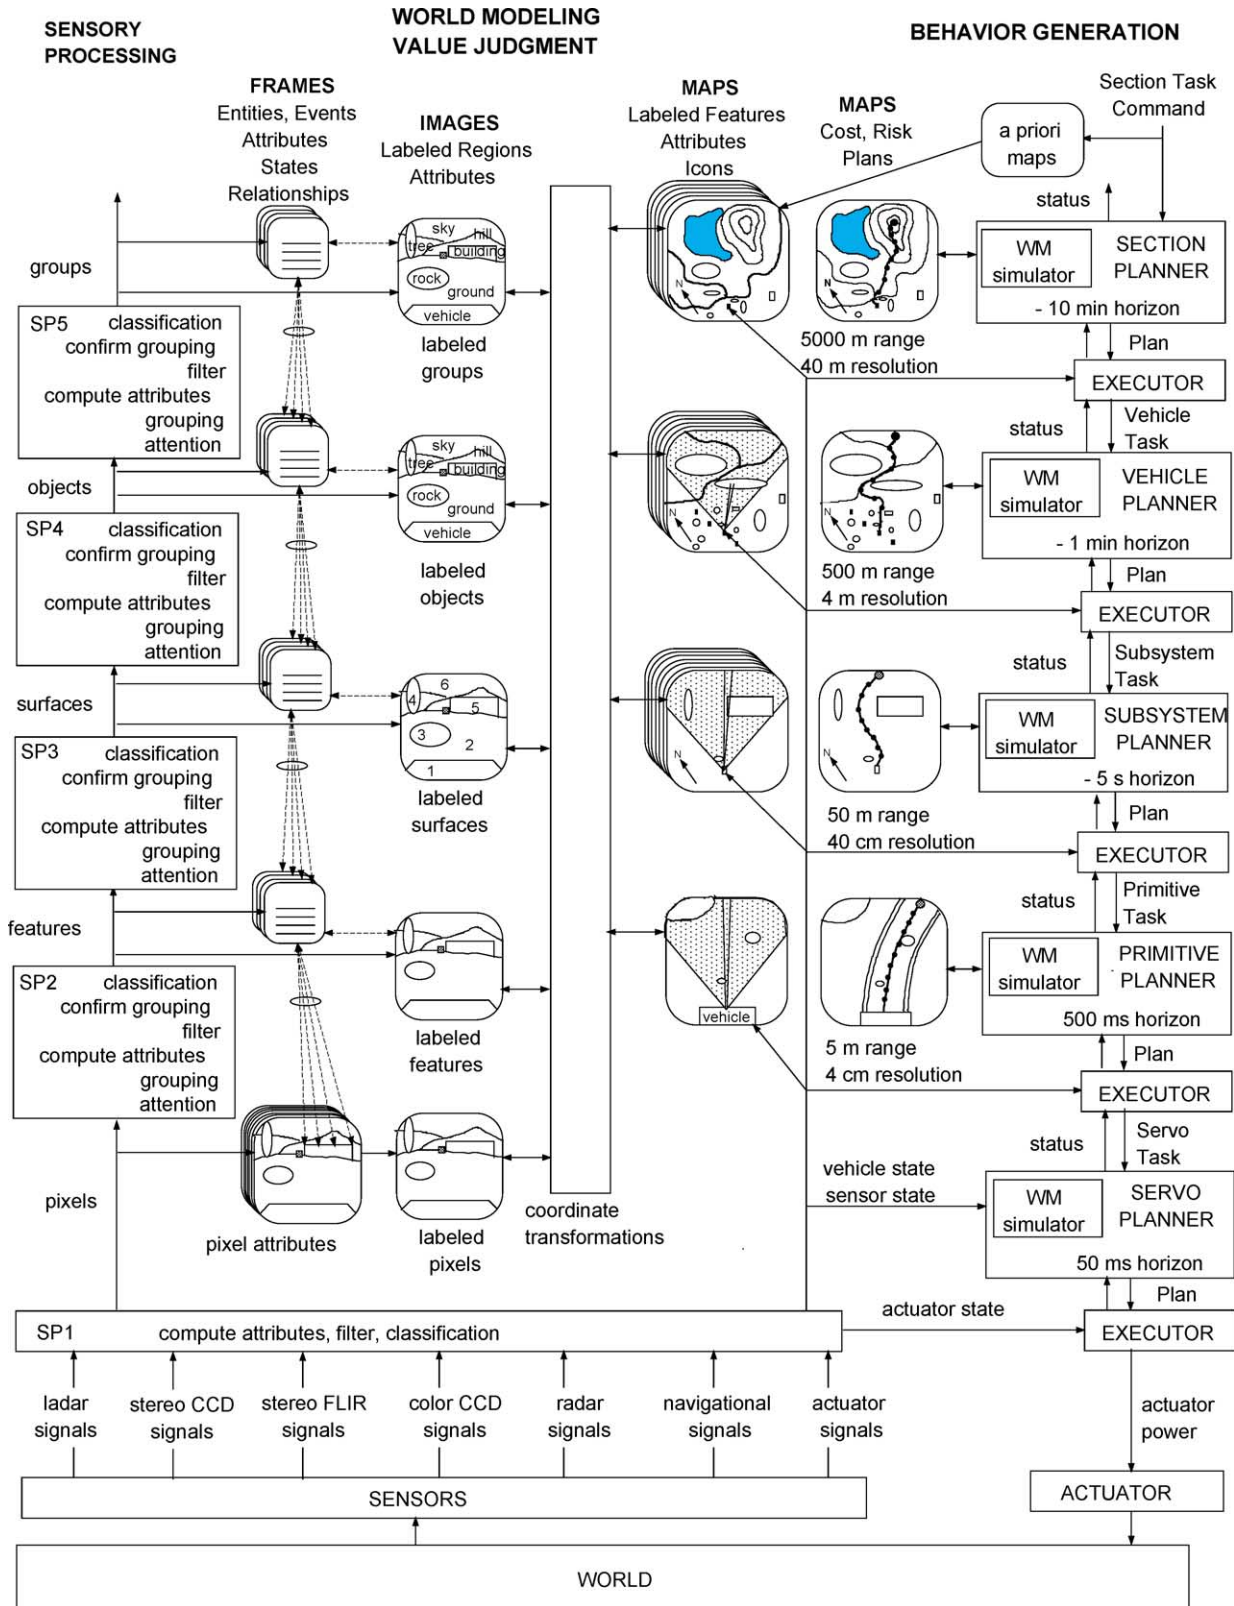 SENSORY
PROCESSING
WORLD MODELING
VALUE JUDGMENT
BEHAVIOR GENERATION
FRAMES
Entities, Events
Attributes
States
Relationships
IMAGES
Labeled Regions
Attributes
MAPS
Labeled Features
Attributes
Icons
MAPS
Cost, Risk
Plans
a priori
maps
Section Task
Command
status
groups
sky
hill
tree
building
rock
ground
vehicle
labeled
groups
N
N
5000 m range
40 m resolution
WM
simulator
SECTION
PLANNER
- 10 min horizon
Plan
EXECUTOR
status
Vehicle
Task
SP5 classification
confirm grouping
filter
compute attributes
grouping
attention
objects
sky
hill
tree
building
rock
ground
vehicle
labeled
objects
N
N
500 m range
4 m resolution
WM
simulator
VEHICLE
PLANNER
- 1 min horizon
Plan
EXECUTOR
status
Subsystem
Task
SP4 classification
confirm grouping
filter
compute attributes
grouping
attention
surfaces
6
4
5
3
2
1
labeled
surfaces
N
N
50 m range
40 cm resolution
WM
simulator
SUBSYSTEM
PLANNER
- 5 s horizon
Plan
EXECUTOR
status
Primitive
Task
SP3 classification
confirm grouping
filter
compute attributes
grouping
attention
features
labeled
features
vehicle
5 m range
4 cm resolution
WM
simulator
PRIMITIVE
PLANNER
500 ms horizon
Plan
EXECUTOR
status
Servo
Task
SP2 classification
confirm grouping
filter
compute attributes
grouping
attention
pixels
pixel attributes
labeled
pixels
coordinate
transformations
vehicle state
sensor state
WM
simulator
SERVO
PLANNER
50 ms horizon
Plan
actuator state
EXECUTOR
SP1 compute attributes, filter, classification
ladar
signals
stereo CCD
signals
stereo FLIR
signals
color CCD
signals
radar
signals
navigational
signals
actuator
signals
actuator
power
SENSORS
ACTUATOR
WORLD